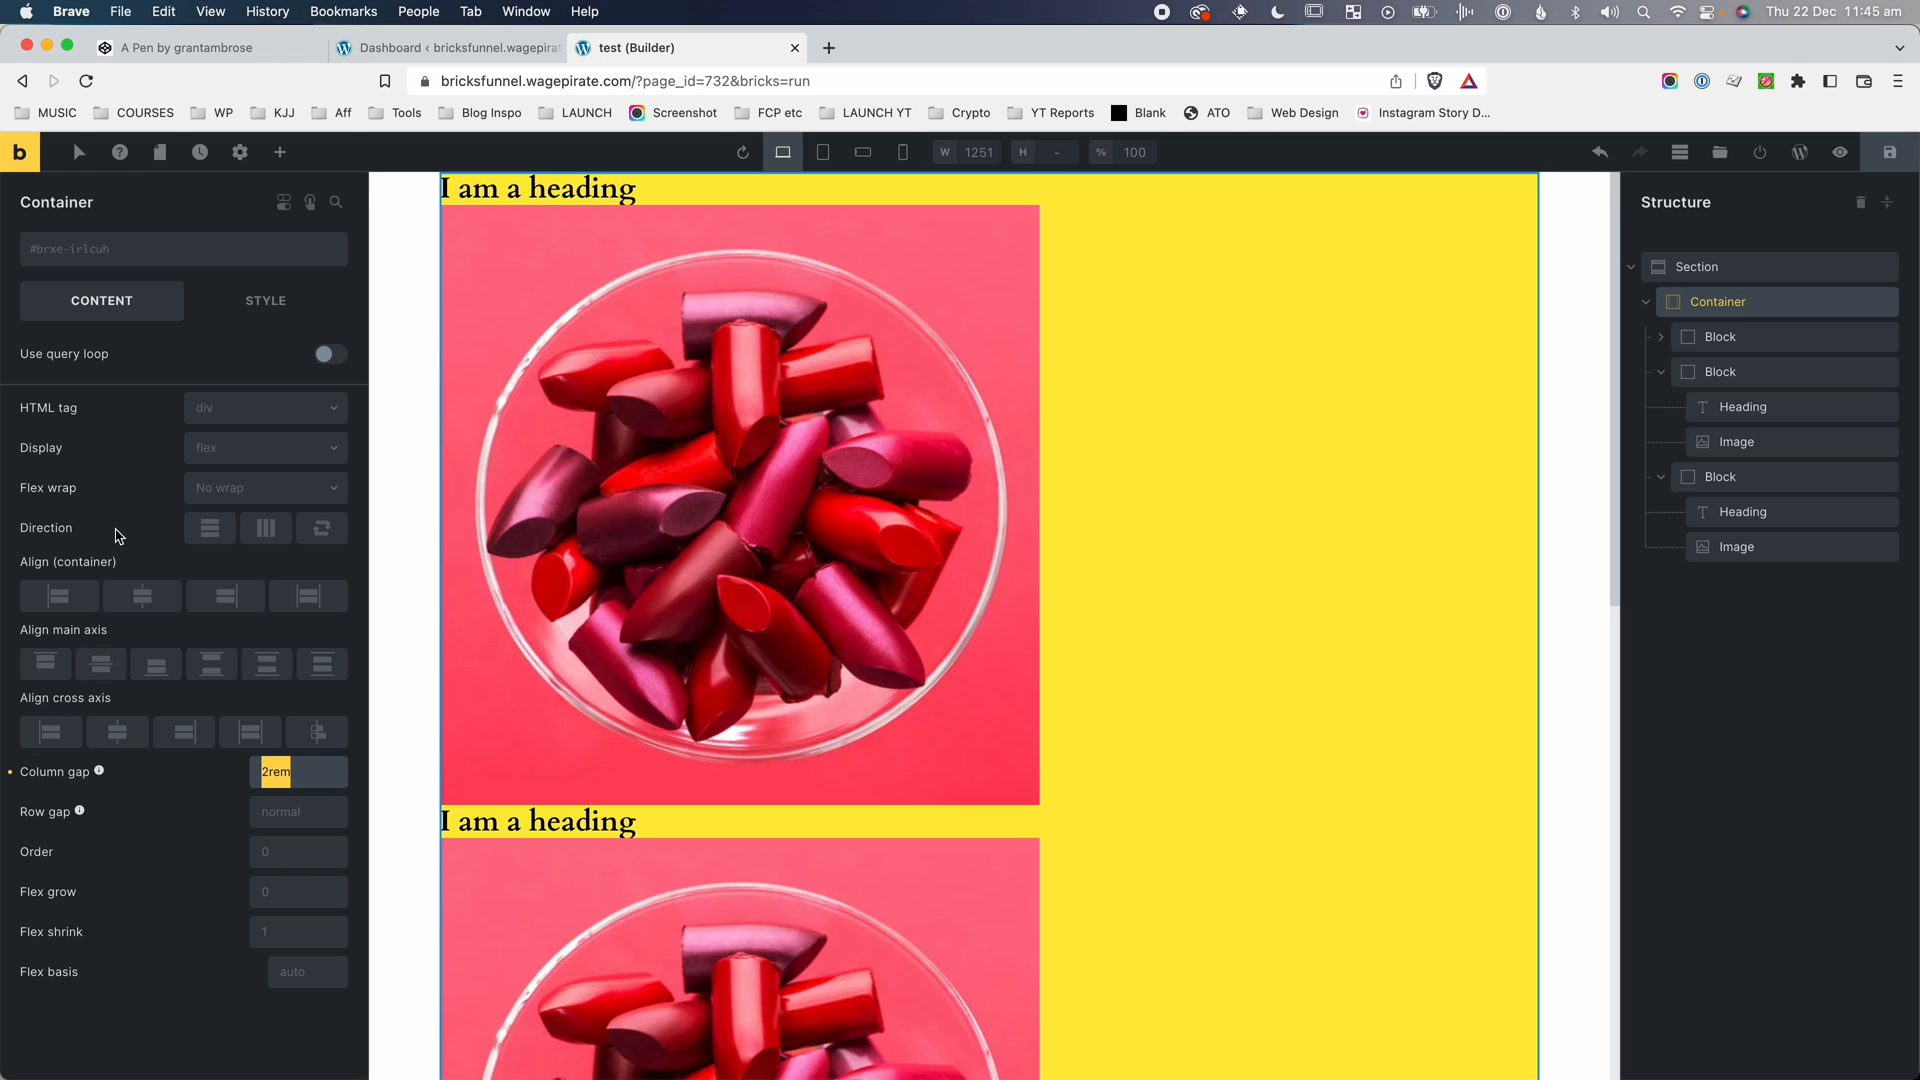 Brave File Edit View History Bookmarks People Tab Window Help Thu 22 Dec 11:45 am
A Pen by grantambrose
Dashboard ‹ bricksfunnel.wagepirat
test (Builder)
bricksfunnel.wagepirate.com/?page_id=732&bricks=run
MUSIC COURSES WP KJJ Aff Tools Blog Inspo LAUNCH Screenshot FCP etc LAUNCH YT Crypto YT Reports Blank ATO Web Design Instagram Story D...
b W 1251 H - % 100
Container
#brxe-irlcuh
CONTENT STYLE
Use query loop
HTML tag div
Display flex
Flex wrap No wrap
Direction
Align (container)
Align main axis
Align cross axis
Column gap 2rem
Row gap normal
Order 0
Flex grow 0
Flex shrink 1
Flex basis auto
I am a heading
I am a heading
Structure
Section
Container
Block
Block
Heading
Image
Block
Heading
Image